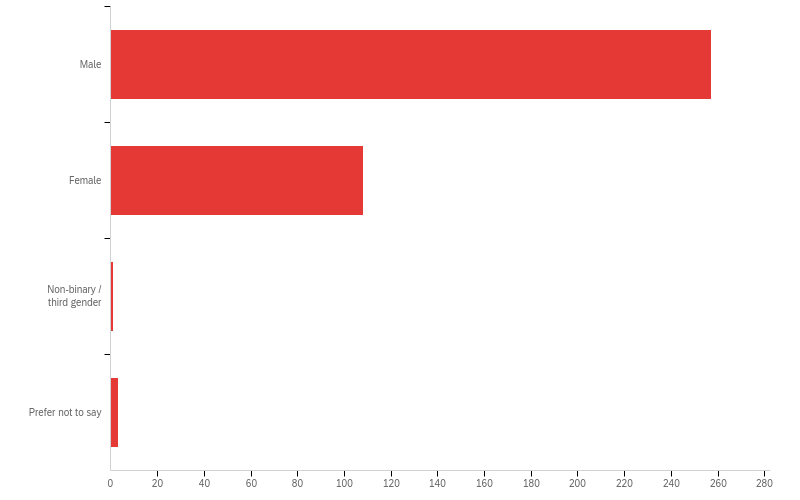 Male
Female
Non-binary /
third gender
Prefer not to say
0 20 40 60 80 100 120 140 160 180 200 220 240 260 280